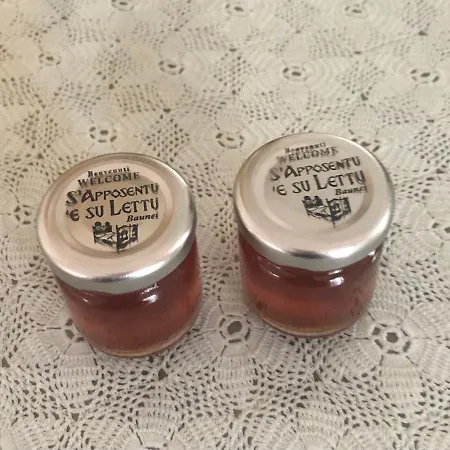 Benvenuti
WELCOME
S'APPOSENTU
'E SU LETTU
Baunei
Benvenuti
WELCOME
S'APPOSENTU
'E SU LETTU
Baunei